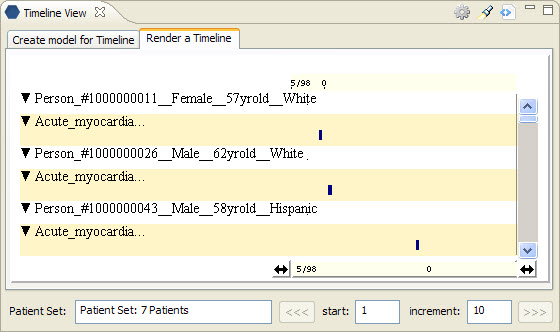 Timeline View
Create model for Timeline Render a Timeline
5/98 0
Person_#1000000011__Female__57yrold__White
Acute_myocardia...
Person_#1000000026__Male__62yrold__White
Acute_myocardia...
Person_#1000000043__Male__58yrold__Hispanic
Acute_myocardia...
5/98 0
Patient Set: Patient Set: 7 Patients <<< start: 1 increment: 10 >>>